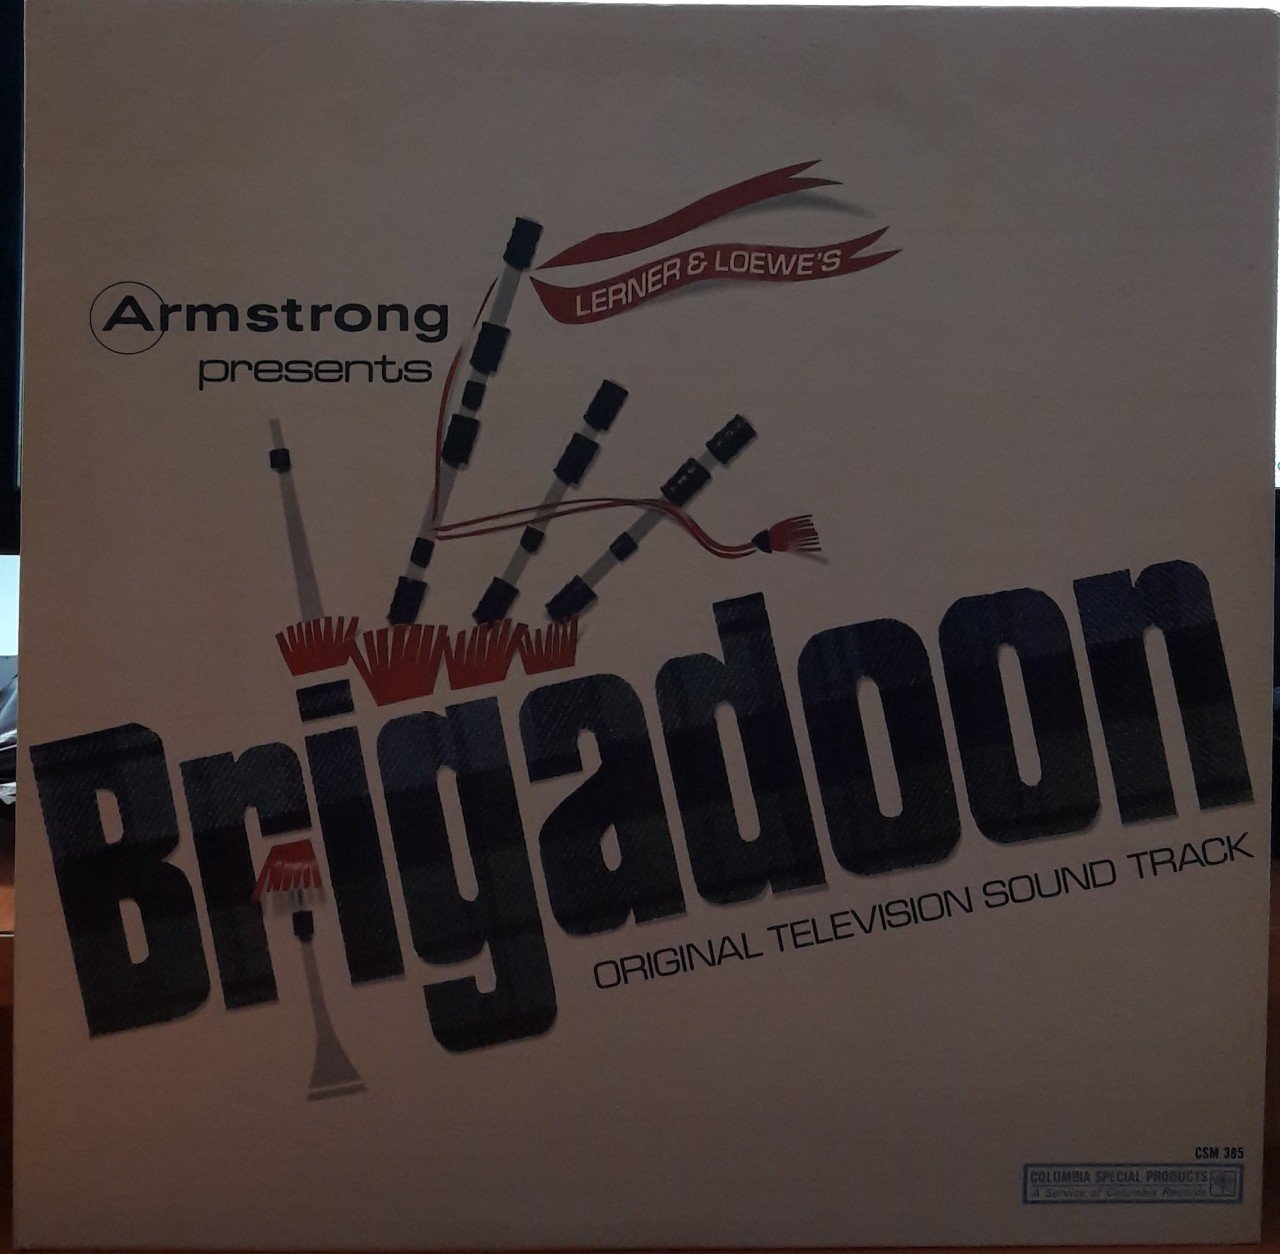 LERNER & LOEWE'S
Armstrong
presents
Brigadoon
ORIGINAL TELEVISION SOUND TRACK
CSM 385
COLUMBIA SPECIAL PRODUCTS
A Service of Columbia Records